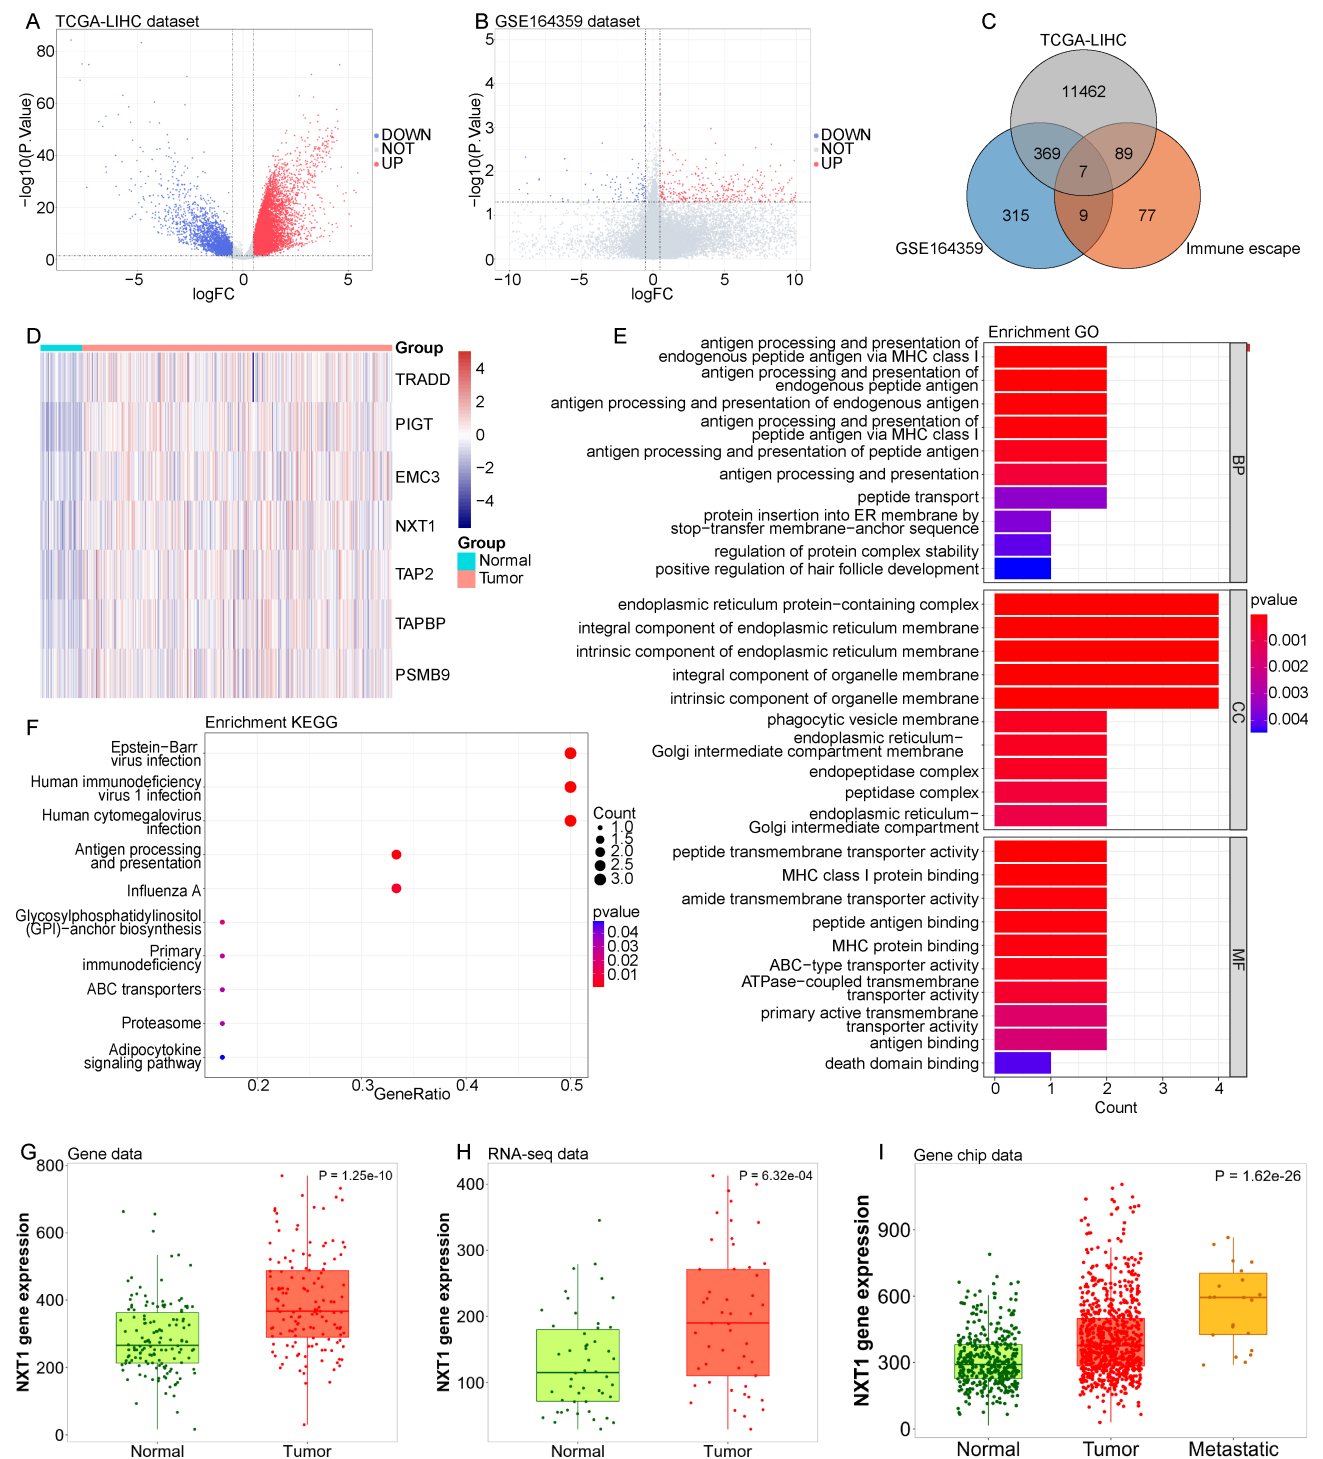 A
TCGA-LIHC dataset
−log10(P Value)
80
60
40
20
0
−5
0
5
logFC
DOWN
NOT
UP
B
GSE164359 dataset
−log10(P Value)
5
4
3
2
1
0
−10
−5
0
5
10
logFC
DOWN
NOT
UP
C
TCGA-LIHC
11462
369
89
7
315
9
77
GSE164359
Immune escape
D
Group
TRADD
PIGT
EMC3
NXT1
TAP2
TAPBP
PSMB9
4
2
0
−2
−4
Group
Normal
Tumor
E
Enrichment GO
antigen processing and presentation of
endogenous peptide antigen via MHC class I
antigen processing and presentation of
endogenous peptide antigen
antigen processing and presentation of endogenous antigen
antigen processing and presentation of
peptide antigen via MHC class I
antigen processing and presentation of peptide antigen
antigen processing and presentation
peptide transport
protein insertion into ER membrane by
stop−transfer membrane−anchor sequence
regulation of protein complex stability
positive regulation of hair follicle development
BP
endoplasmic reticulum protein−containing complex
integral component of endoplasmic reticulum membrane
intrinsic component of endoplasmic reticulum membrane
integral component of organelle membrane
intrinsic component of organelle membrane
phagocytic vesicle membrane
endoplasmic reticulum−
Golgi intermediate compartment membrane
endopeptidase complex
peptidase complex
endoplasmic reticulum−
Golgi intermediate compartment
CC
peptide transmembrane transporter activity
MHC class I protein binding
amide transmembrane transporter activity
peptide antigen binding
MHC protein binding
ABC−type transporter activity
ATPase−coupled transmembrane
transporter activity
primary active transmembrane
transporter activity
antigen binding
death domain binding
MF
0
1
2
3
4
Count
pvalue
0.001
0.002
0.003
0.004
F
Enrichment KEGG
Epstein−Barr
virus infection
Human immunodeficiency
virus 1 infection
Human cytomegalovirus
infection
Antigen processing
and presentation
Influenza A
Glycosylphosphatidylinositol
(GPI)−anchor biosynthesis
Primary
immunodeficiency
ABC transporters
Proteasome
Adipocytokine
signaling pathway
0.2
0.3
0.4
0.5
GeneRatio
Count
1.0
1.5
2.0
2.5
3.0
pvalue
0.04
0.03
0.02
0.01
G
Gene data
P = 1.25e-10
NXT1 gene expression
800
600
400
200
0
Normal
Tumor
H
RNA-seq data
P = 6.32e-04
NXT1 gene expression
400
300
200
100
Normal
Tumor
I
Gene chip data
P = 1.62e-26
NXT1 gene expression
900
600
300
0
Normal
Tumor
Metastatic